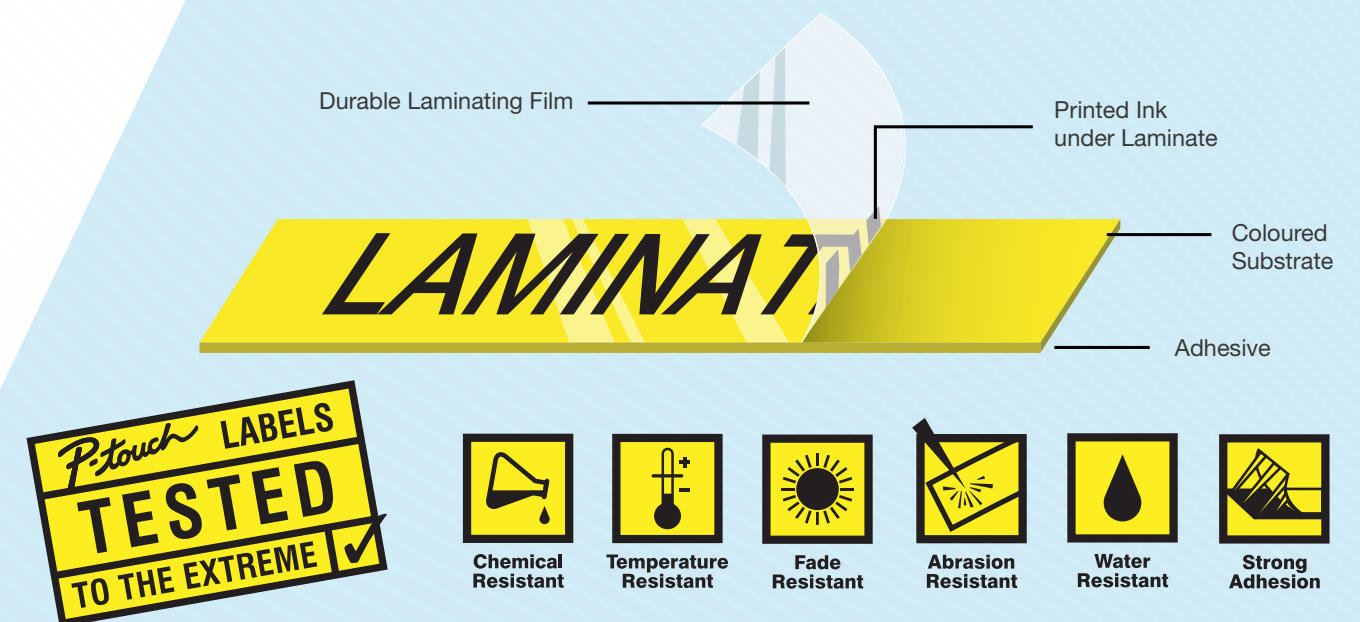 Durable Laminating Film
Printed Ink
under Laminate
LAMINAT
Coloured
Substrate
Adhesive
P-touch LABELS
TESTED
TO THE EXTREME
Chemical
Resistant
Temperature
Resistant
Fade
Resistant
Abrasion
Resistant
Water
Resistant
Strong
Adhesion